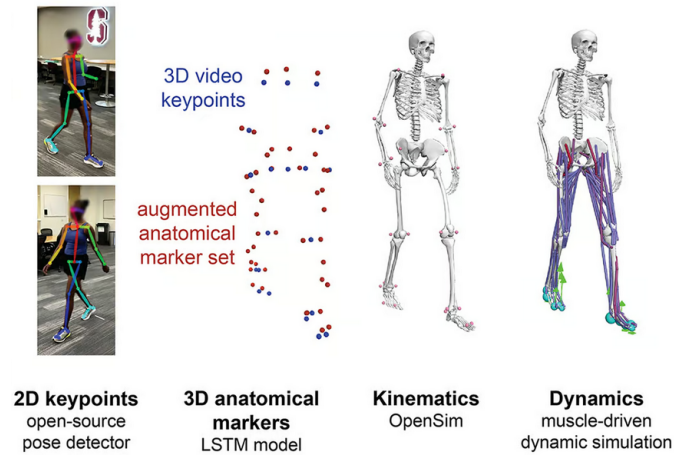 S
3D video
keypoints
augmented
anatomical
marker set
2D keypoints
open-source
pose detector
3D anatomical
markers
LSTM model
Kinematics
OpenSim
Dynamics
muscle-driven
dynamic simulation